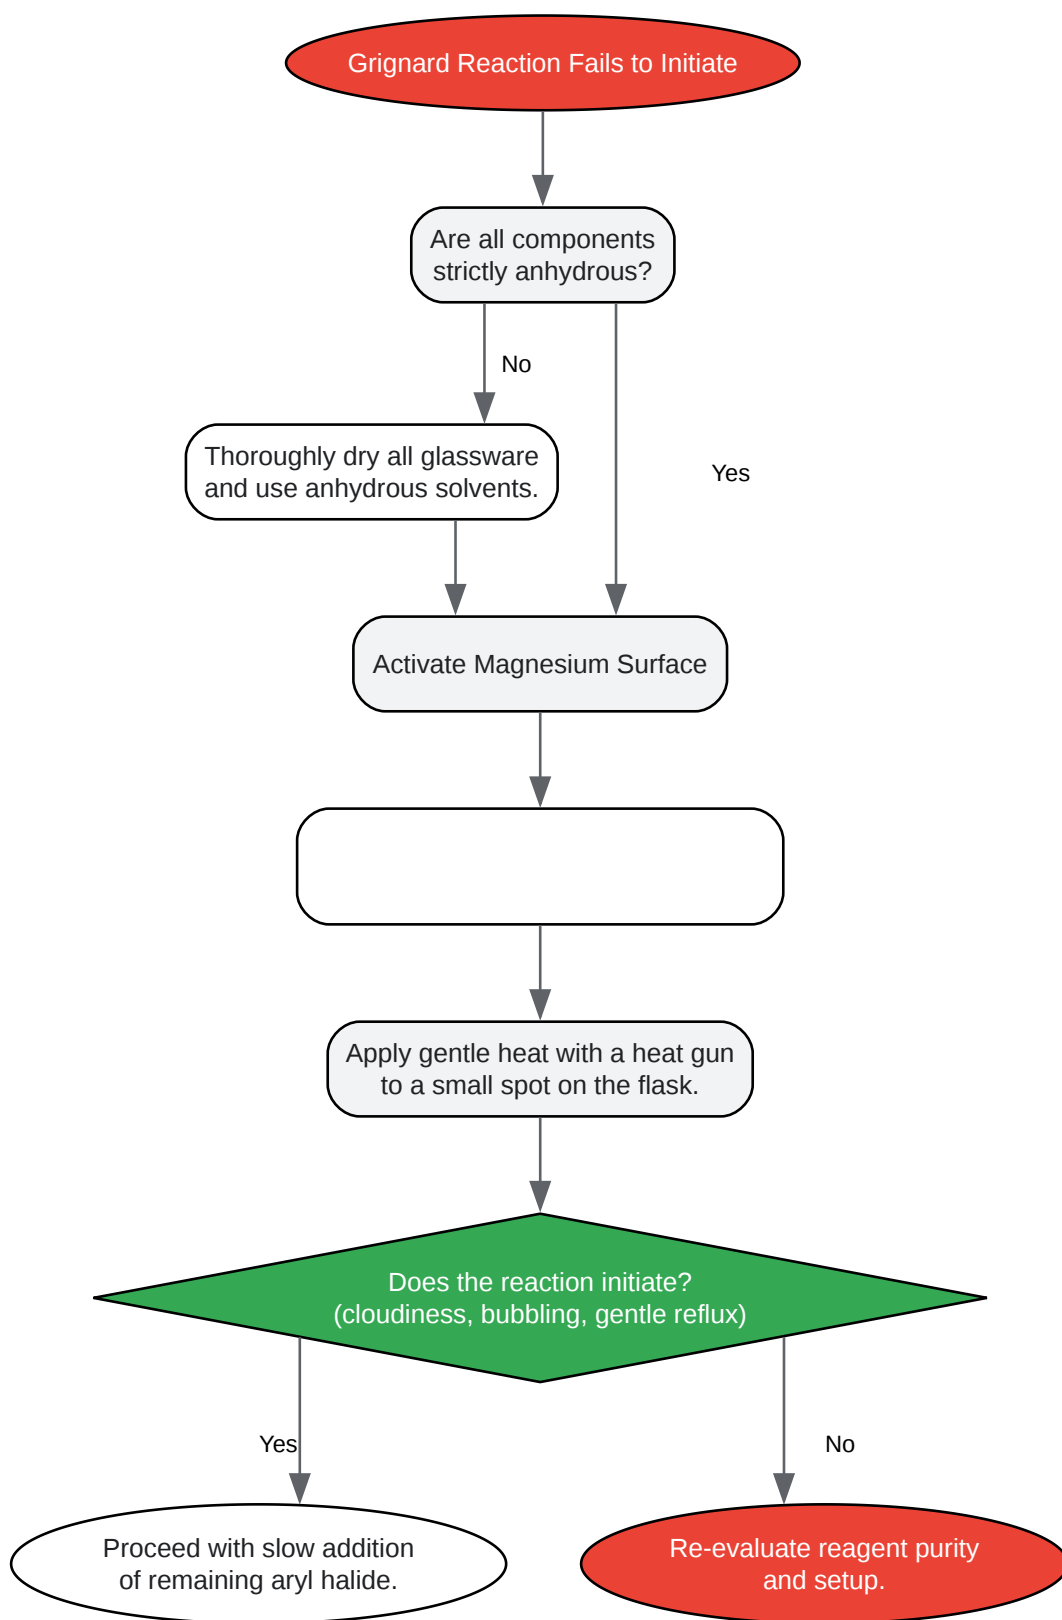 Grignard Reaction Fails to Initiate
Are all components
strictly anhydrous?
No
Thoroughly dry all glassware
and use anhydrous solvents.
Yes
Activate Magnesium Surface
Apply gentle heat with a heat gun
to a small spot on the flask.
Does the reaction initiate?
(cloudiness, bubbling, gentle reflux)
Yes
No
Proceed with slow addition
of remaining aryl halide.
Re-evaluate reagent purity
and setup.